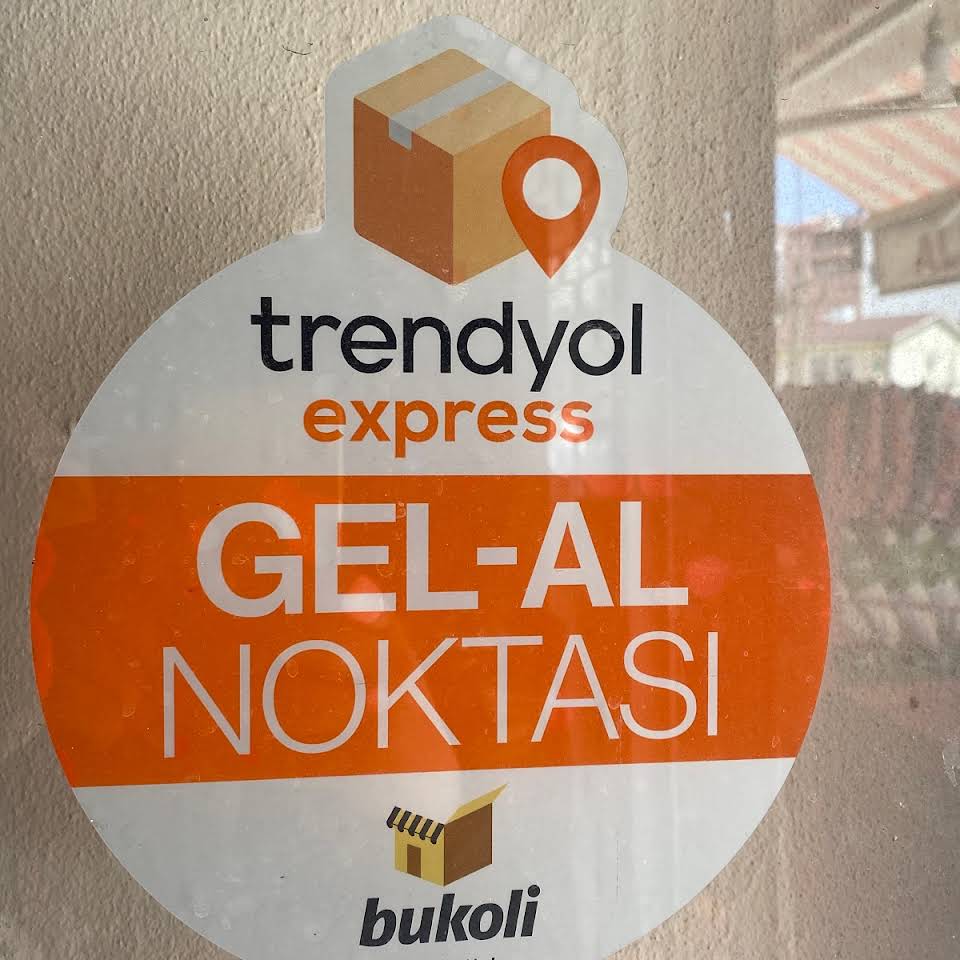 trendyol
express
GEL-AL
NOKTASI
bukoli